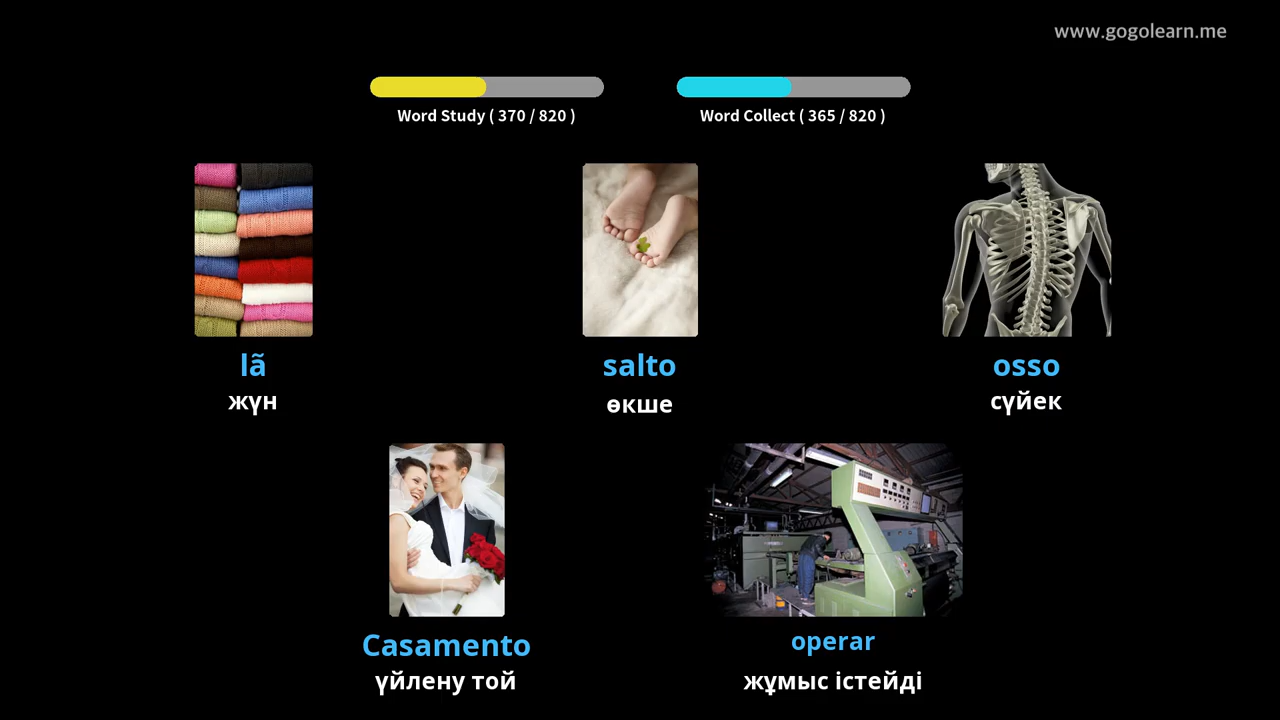 www.gogolearn.me
Word Study ( 370 / 820 )
Word Collect ( 365 / 820 )
lã
жүн
salto
өкше
osso
сүйек
Casamento
үйлену той
operar
жұмыс істейді